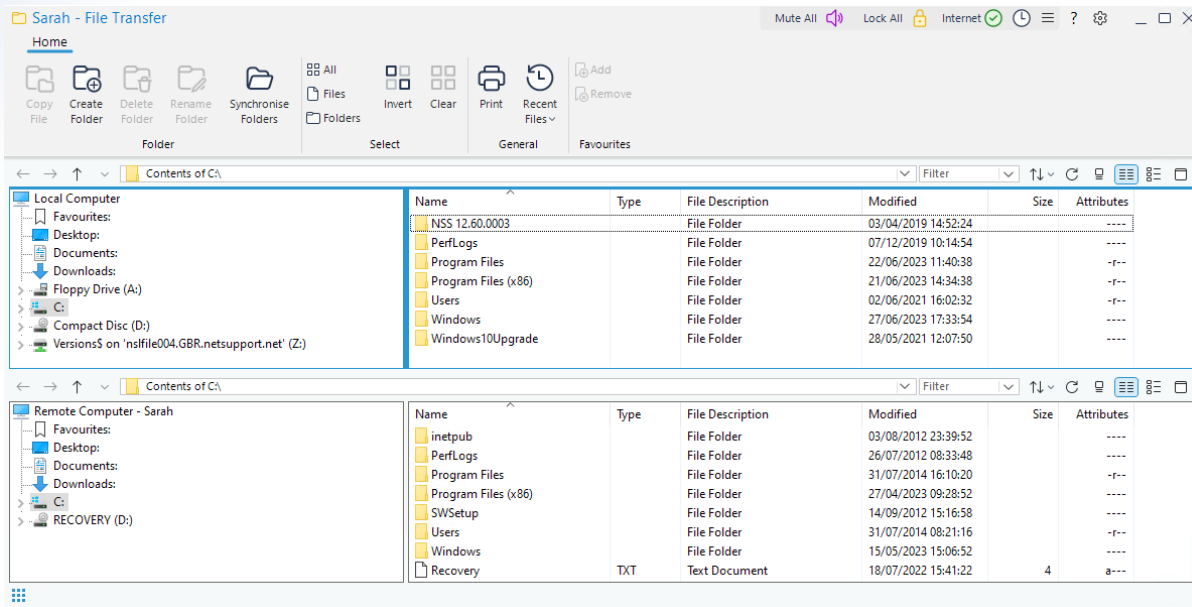 Sarah - File Transfer
Mute All Lock All Internet ?
Home
Copy File
Create Folder
Delete Folder
Rename Folder
Synchronise Folders
All
Files
Folders
Invert
Clear
Print
Recent Files
Add
Remove
Folder Select General Favourites
Contents of C:\ Filter
Local Computer
Favourites:
Desktop:
Documents:
Downloads:
Floppy Drive (A:)
C:
Compact Disc (D:)
Versions$ on 'nslfile004.GBR.netsupport.net' (Z:)
Name Type File Description Modified Size Attributes
NSS 12.60.0003 File Folder 03/04/2019 14:52:24 ----
PerfLogs File Folder 07/12/2019 10:14:54 ----
Program Files File Folder 22/06/2023 11:40:38 -r--
Program Files (x86) File Folder 21/06/2023 14:34:38 -r--
Users File Folder 02/06/2021 16:02:32 -r--
Windows File Folder 27/06/2023 17:33:54 ----
Windows10Upgrade File Folder 28/05/2021 12:07:50 ----
Contents of C:\ Filter
Remote Computer - Sarah
Favourites:
Desktop:
Documents:
Downloads:
C:
RECOVERY (D:)
Name Type File Description Modified Size Attributes
inetpub File Folder 03/08/2012 23:39:52 ----
PerfLogs File Folder 26/07/2012 08:33:48 ----
Program Files File Folder 31/07/2014 16:10:20 -r--
Program Files (x86) File Folder 27/04/2023 09:28:52 ----
SWSetup File Folder 14/09/2012 15:16:58 ----
Users File Folder 31/07/2014 08:21:16 -r--
Windows File Folder 15/05/2023 15:06:52 ----
Recovery TXT Text Document 18/07/2022 15:41:22 4 a---